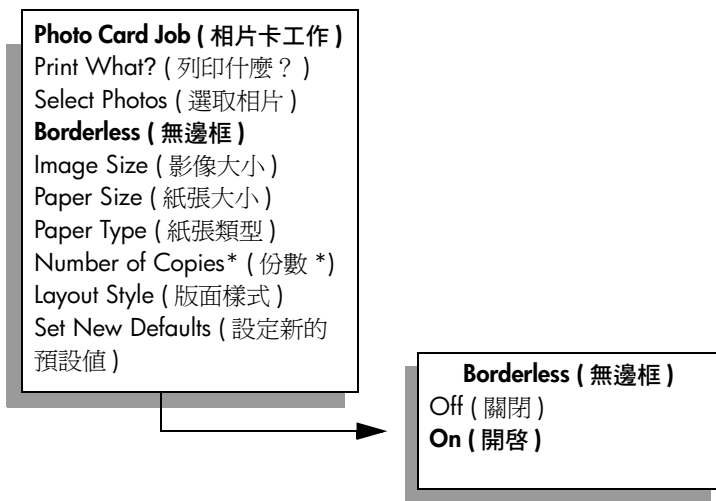 Photo Card Job ( 相片卡工作 )
Print What? ( 列印什麼？ )
Select Photos ( 選取相片 )
Borderless ( 無邊框 )
Image Size ( 影像大小 )
Paper Size ( 紙張大小 )
Paper Type ( 紙張類型 )
Number of Copies* ( 份數 *)
Layout Style ( 版面樣式 )
Set New Defaults ( 設定新的
預設値 )
Borderless ( 無邊框 )
Off ( 關閉 )
On ( 開啓 )